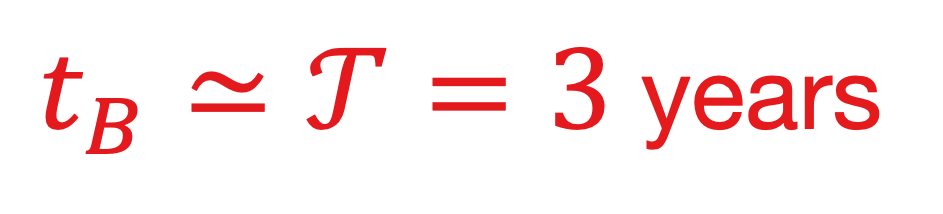 t_B ≃ 𝒯 = 3 years